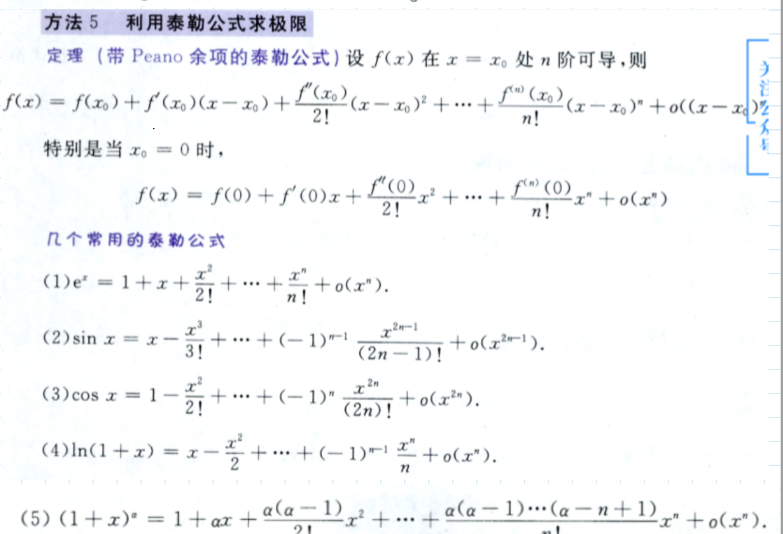 方法 5 利用泰勒公式求极限
定理 (带 Peano 余项的泰勒公式) 设 f(x) 在 x = x₀ 处 n 阶可导,则
f(x) = f(x₀) + f′(x₀)(x − x₀) + f″(x₀)/2! (x − x₀)² + ⋯ + f⁽ⁿ⁾(x₀)/n! (x − x₀)ⁿ + o((x − x₀)ⁿ
特别是当 x₀ = 0 时,
f(x) = f(0) + f′(0)x + f″(0)/2! x² + ⋯ + f⁽ⁿ⁾(0)/n! xⁿ + o(xⁿ)
几个常用的泰勒公式
(1)eˣ = 1 + x + x²/2! + ⋯ + xⁿ/n! + o(xⁿ).
(2)sin x = x − x³/3! + ⋯ + (−1)ⁿ⁻¹ x²ⁿ⁻¹/(2n − 1)! + o(x²ⁿ⁻¹).
(3)cos x = 1 − x²/2! + ⋯ + (−1)ⁿ x²ⁿ/(2n)! + o(x²ⁿ).
(4)ln(1 + x) = x − x²/2 + ⋯ + (−1)ⁿ⁻¹ xⁿ/n + o(xⁿ).
(5) (1 + x)ᵅ = 1 + αx + α(α − 1)/2! x² + ⋯ + α(α − 1)⋯(α − n + 1)/n! xⁿ + o(xⁿ).
关注公众号